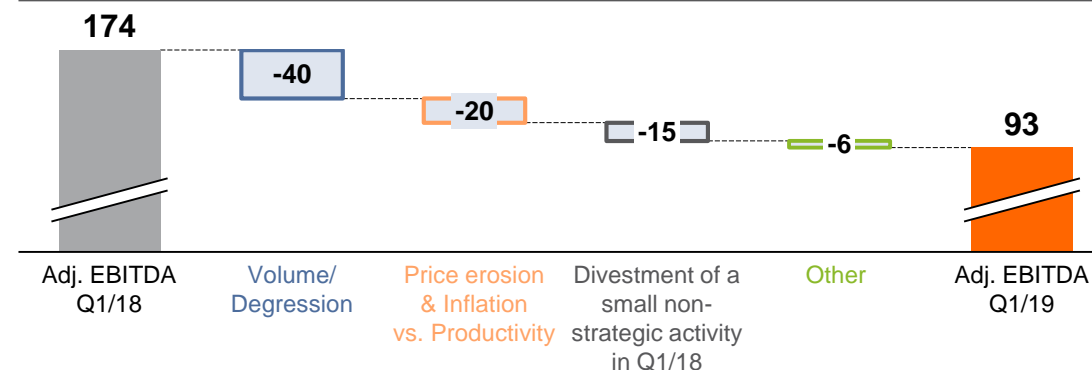 174
-40
-20
-15
-6
93
Adj. EBITDA
Q1/18
Volume/
Degression
Price erosion
& Inflation
vs. Productivity
Divestment of a
small non-
strategic activity
in Q1/18
Other
Adj. EBITDA
Q1/19